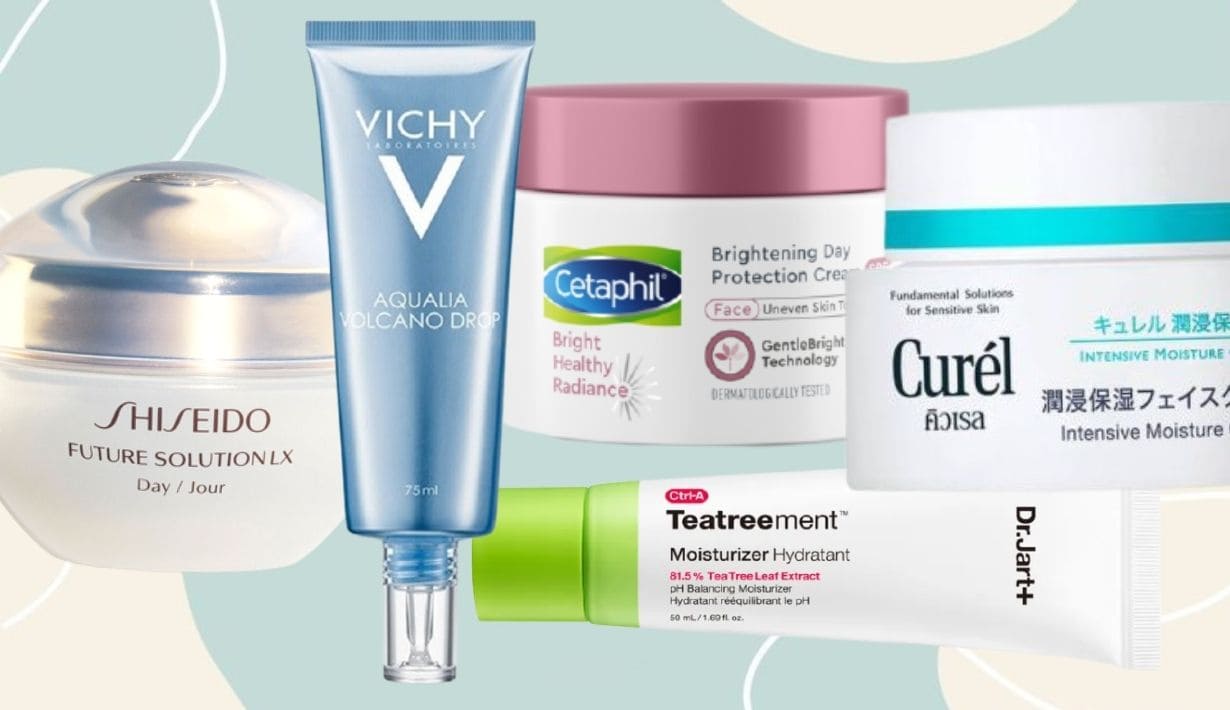 SHISEIDO
FUTURE SOLUTION LX
Day / Jour
VICHY
LABORATOIRES
V
AQUALIA
VOLCANO DROP
75ml
Cetaphil®
Bright
Healthy
Radiance
Brightening Day
Protection
Face Uneven Skin
GentleBright
Technology
DERMATOLOGICALLY TESTED
Fundamental Solutions
for Sensitive Skin
Curél
คิวเรล
キュレル 潤浸保
INTENSIVE MOISTURE
潤浸保湿フェイスク
Intensive Moisture
Ctrl-A
Teatreement™
Moisturizer Hydratant
81.5 % Tea Tree Leaf Extract
pH Balancing Moisturizer
Hydratant rééquilibrant le pH
50 mL / 1.69 fl. oz.
Dr.Jart+